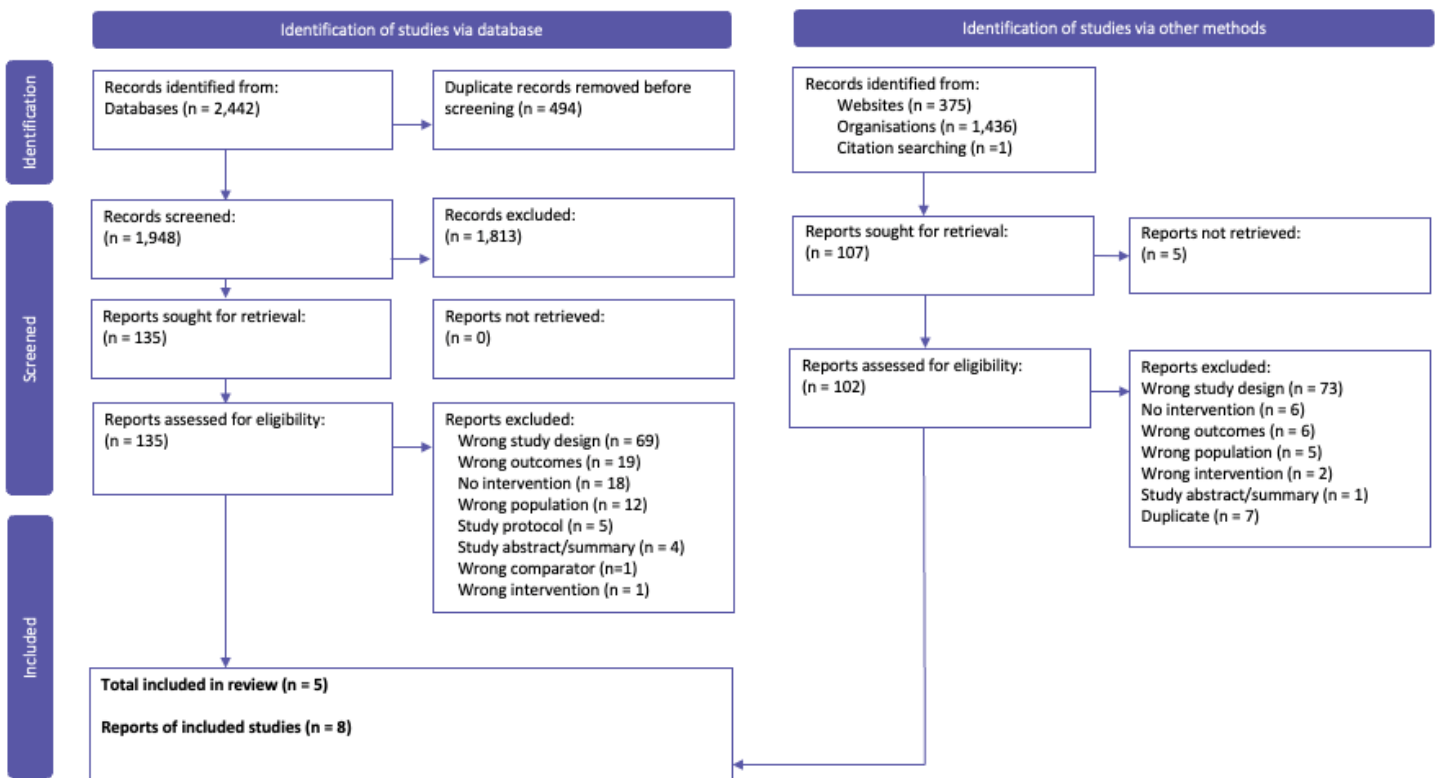 Identification of studies via database
Identification of studies via other methods
Identification
Records identified from:
Databases (n = 2,442)
Duplicate records removed before
screening (n = 494)
Records identified from:
Websites (n = 375)
Organisations (n = 1,436)
Citation searching (n =1)
Screened
Records screened:
(n = 1,948)
Records excluded:
(n = 1,813)
Reports sought for retrieval:
(n = 107)
Reports not retrieved:
(n = 5)
Reports sought for retrieval:
(n = 135)
Reports not retrieved:
(n = 0)
Reports assessed for eligibility:
(n = 102)
Reports excluded:
Wrong study design (n = 73)
No intervention (n = 6)
Wrong outcomes (n = 6)
Wrong population (n = 5)
Wrong intervention (n = 2)
Study abstract/summary (n = 1)
Duplicate (n = 7)
Reports assessed for eligibility:
(n = 135)
Reports excluded:
Wrong study design (n = 69)
Wrong outcomes (n = 19)
No intervention (n = 18)
Wrong population (n = 12)
Study protocol (n = 5)
Study abstract/summary (n = 4)
Wrong comparator (n=1)
Wrong intervention (n = 1)
Included
Total included in review (n = 5)
Reports of included studies (n = 8)